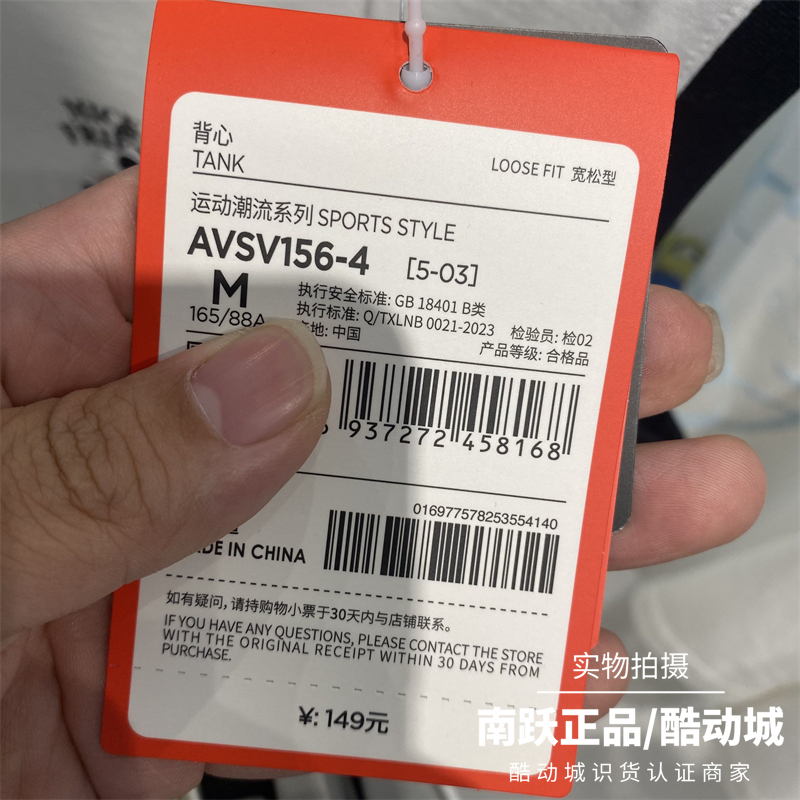 背心
TANK
LOOSE FIT 宽松型
运动潮流系列 SPORTS STYLE
AVSV156-4 [5-03]
M
165/88A
执行安全标准: GB 18401 B类
执行标准: Q/TXLNB 0021-2023 检验员: 检02
产地: 中国 产品等级: 合格品
937272 458168
016977578253554140
MADE IN CHINA
如有疑问, 请持购物小票于30天内与店铺联系。
IF YOU HAVE ANY QUESTIONS, PLEASE CONTACT THE STORE
WITH THE ORIGINAL RECEIPT WITHIN 30 DAYS FROM
PURCHASE.
¥: 149元
实物拍摄
南跃正品/酷动城
酷动城识货认证商家